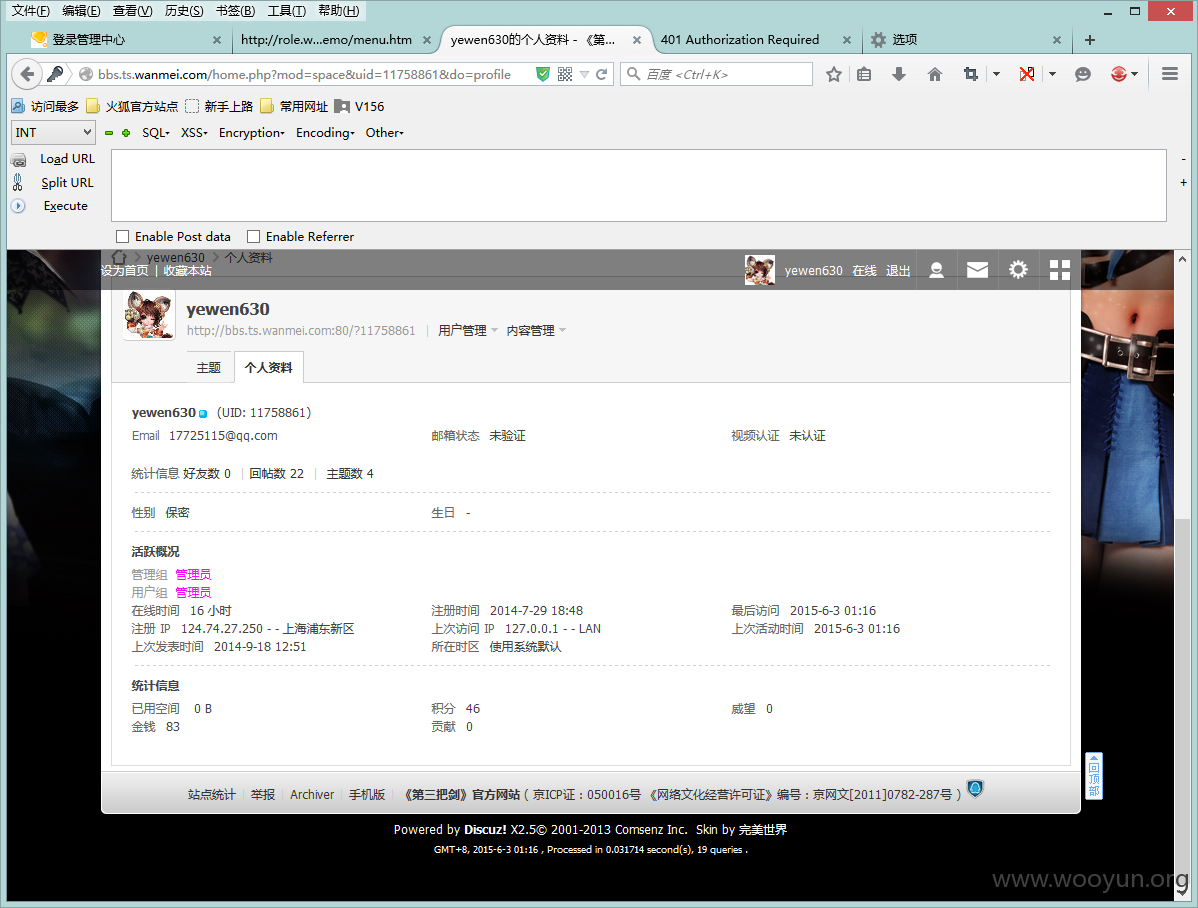 文件(F) 编辑(E) 查看(V) 历史(S) 书签(B) 工具(T) 帮助(H)
登录管理中心 http://role.w...emo/menu.htm yewen630的个人资料 - 《第... 401 Authorization Required 选项
bbs.ts.wanmei.com/home.php?mod=space&uid=11758861&do=profile 百度 <Ctrl+K>
访问最多 火狐官方站点 新手上路 常用网址 V156
INT SQL XSS Encryption Encoding Other
Load URL
Split URL
Execute
Enable Post data Enable Referrer
yewen630 个人资料
设为首页 | 收藏本站 yewen630 在线 退出
yewen630
http://bbs.ts.wanmei.com:80/?11758861 用户管理 内容管理
主题 个人资料
yewen630 (UID: 11758861)
Email 17725115@qq.com 邮箱状态 未验证 视频认证 未认证
统计信息 好友数 0 | 回帖数 22 | 主题数 4
性别 保密 生日 -
活跃概况
管理组 管理员
用户组 管理员
在线时间 16 小时 注册时间 2014-7-29 18:48 最后访问 2015-6-3 01:16
注册 IP 124.74.27.250 - - 上海浦东新区 上次访问 IP 127.0.0.1 - - LAN 上次活动时间 2015-6-3 01:16
上次发表时间 2014-9-18 12:51 所在时区 使用系统默认
统计信息
已用空间 0 B 积分 46 威望 0
金钱 83 贡献 0
回顶部
站点统计 | 举报 | Archiver | 手机版 | 《第三把剑》官方网站 ( 京ICP证：050016号 《网络文化经营许可证》编号：京网文[2011]0782-287号 )
Powered by Discuz! X2.5© 2001-2013 Comsenz Inc. Skin by 完美世界
GMT+8, 2015-6-3 01:16 , Processed in 0.031714 second(s), 19 queries .
www.wooyun.org